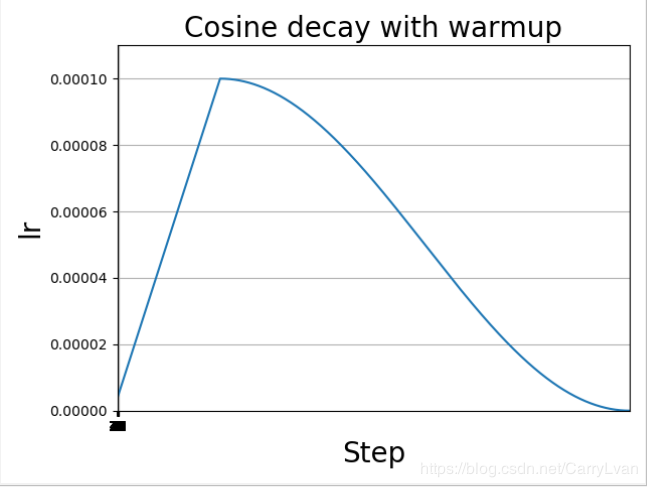 Cosine decay with warmup
0.00010
0.00008
0.00006
lr
0.00004
0.00002
0.00000
Step
https://blog.csdn.net/CarryLvan